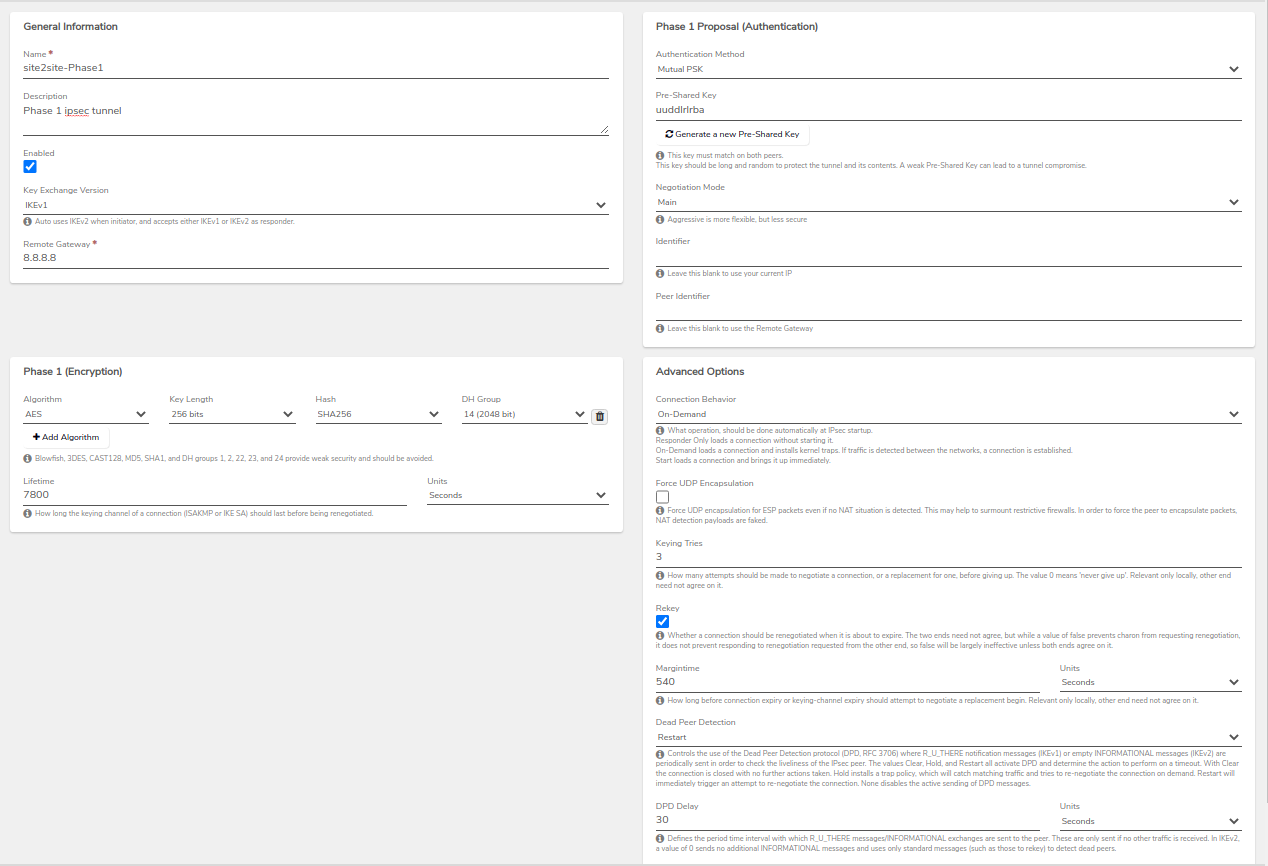 General Information
Name *
site2site-Phase1
Description
Phase 1 ipsec tunnel
Enabled
Key Exchange Version
IKEv1
Auto uses IKEv2 when initiator, and accepts either IKEv1 or IKEv2 as responder.
Remote Gateway *
8.8.8.8
Phase 1 Proposal (Authentication)
Authentication Method
Mutual PSK
Pre-Shared Key
uuddlrlrba
Generate a new Pre-Shared Key
This key must match on both peers.
This key should be long and random to protect the tunnel and its contents. A weak Pre-Shared Key can lead to a tunnel compromise.
Negotiation Mode
Main
Aggressive is more flexible, but less secure
Identifier
Leave this blank to use your current IP
Peer Identifier
Leave this blank to use the Remote Gateway
Phase 1 (Encryption)
Algorithm Key Length Hash DH Group
AES 256 bits SHA256 14 (2048 bit)
Add Algorithm
Blowfish, 3DES, CAST128, MD5, SHA1, and DH groups 1, 2, 22, 23, and 24 provide weak security and should be avoided.
Lifetime Units
7800 Seconds
How long the keying channel of a connection (ISAKMP or IKE SA) should last before being renegotiated.
Advanced Options
Connection Behavior
On-Demand
What operation, should be done automatically at IPsec startup.
Responder Only loads a connection without starting it.
On-Demand loads a connection and installs kernel traps. If traffic is detected between the networks, a connection is established.
Start loads a connection and brings it up immediately.
Force UDP Encapsulation
Force UDP encapsulation for ESP packets even if no NAT situation is detected. This may help to surmount restrictive firewalls. In order to force the peer to encapsulate packets,
NAT detection payloads are faked.
Keying Tries
3
How many attempts should be made to negotiate a connection, or a replacement for one, before giving up. The value 0 means 'never give up'. Relevant only locally, other end
need not agree on it.
Rekey
Whether a connection should be renegotiated when it is about to expire. The two ends need not agree, but while a value of false prevents charon from requesting renegotiation,
it does not prevent responding to renegotiation requested from the other end, so false will be largely ineffective unless both ends agree on it.
Margintime Units
540 Seconds
How long before connection expiry or keying-channel expiry should attempt to negotiate a replacement begin. Relevant only locally, other end need not agree on it.
Dead Peer Detection
Restart
Controls the use of the Dead Peer Detection protocol (DPD, RFC 3706) where R_U_THERE notification messages (IKEv1) or empty INFORMATIONAL messages (IKEv2) are
periodically sent in order to check the liveliness of the IPsec peer. The values Clear, Hold, and Restart all activate DPD and determine the action to perform on a timeout. With Clear
the connection is closed with no further actions taken. Hold installs a trap policy, which will catch matching traffic and tries to re-negotiate the connection on demand. Restart will
immediately trigger an attempt to re-negotiate the connection. None disables the active sending of DPD messages.
DPD Delay Units
30 Seconds
Defines the period time interval with which R_U_THERE messages/INFORMATIONAL exchanges are sent to the peer. These are only sent if no other traffic is received. In IKEv2,
a value of 0 sends no additional INFORMATIONAL messages and uses only standard messages (such as those to rekey) to detect dead peers.